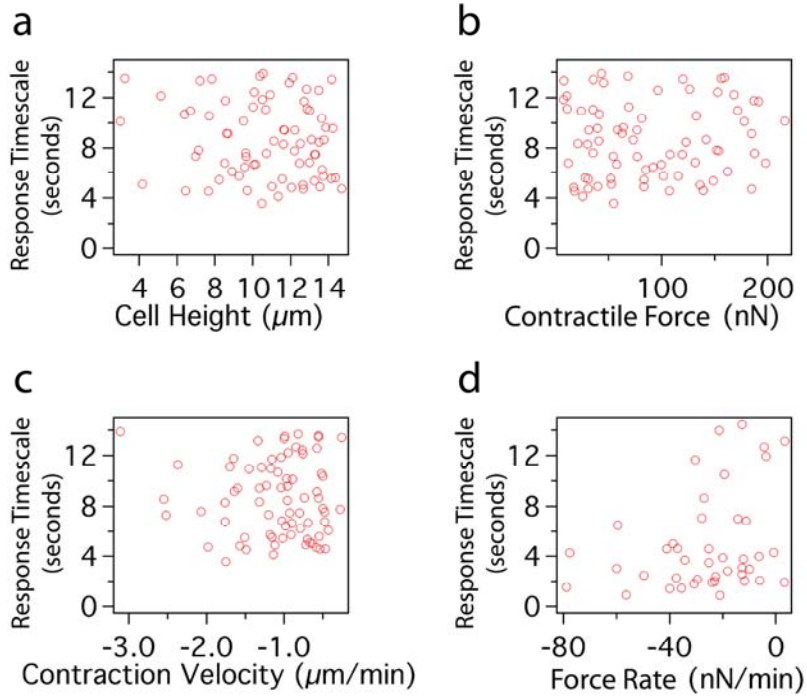 a
Response Timescale
(seconds)
12
8
4
0
4 6 8 10 12 14
Cell Height (μm)
b
Response Timescale
(seconds)
12
8
4
0
100 200
Contractile Force (nN)
c
Response Timescale
(seconds)
12
8
4
0
-3.0 -2.0 -1.0
Contraction Velocity (μm/min)
d
Response Timescale
(seconds)
12
8
4
0
-80 -40 0
Force Rate (nN/min)